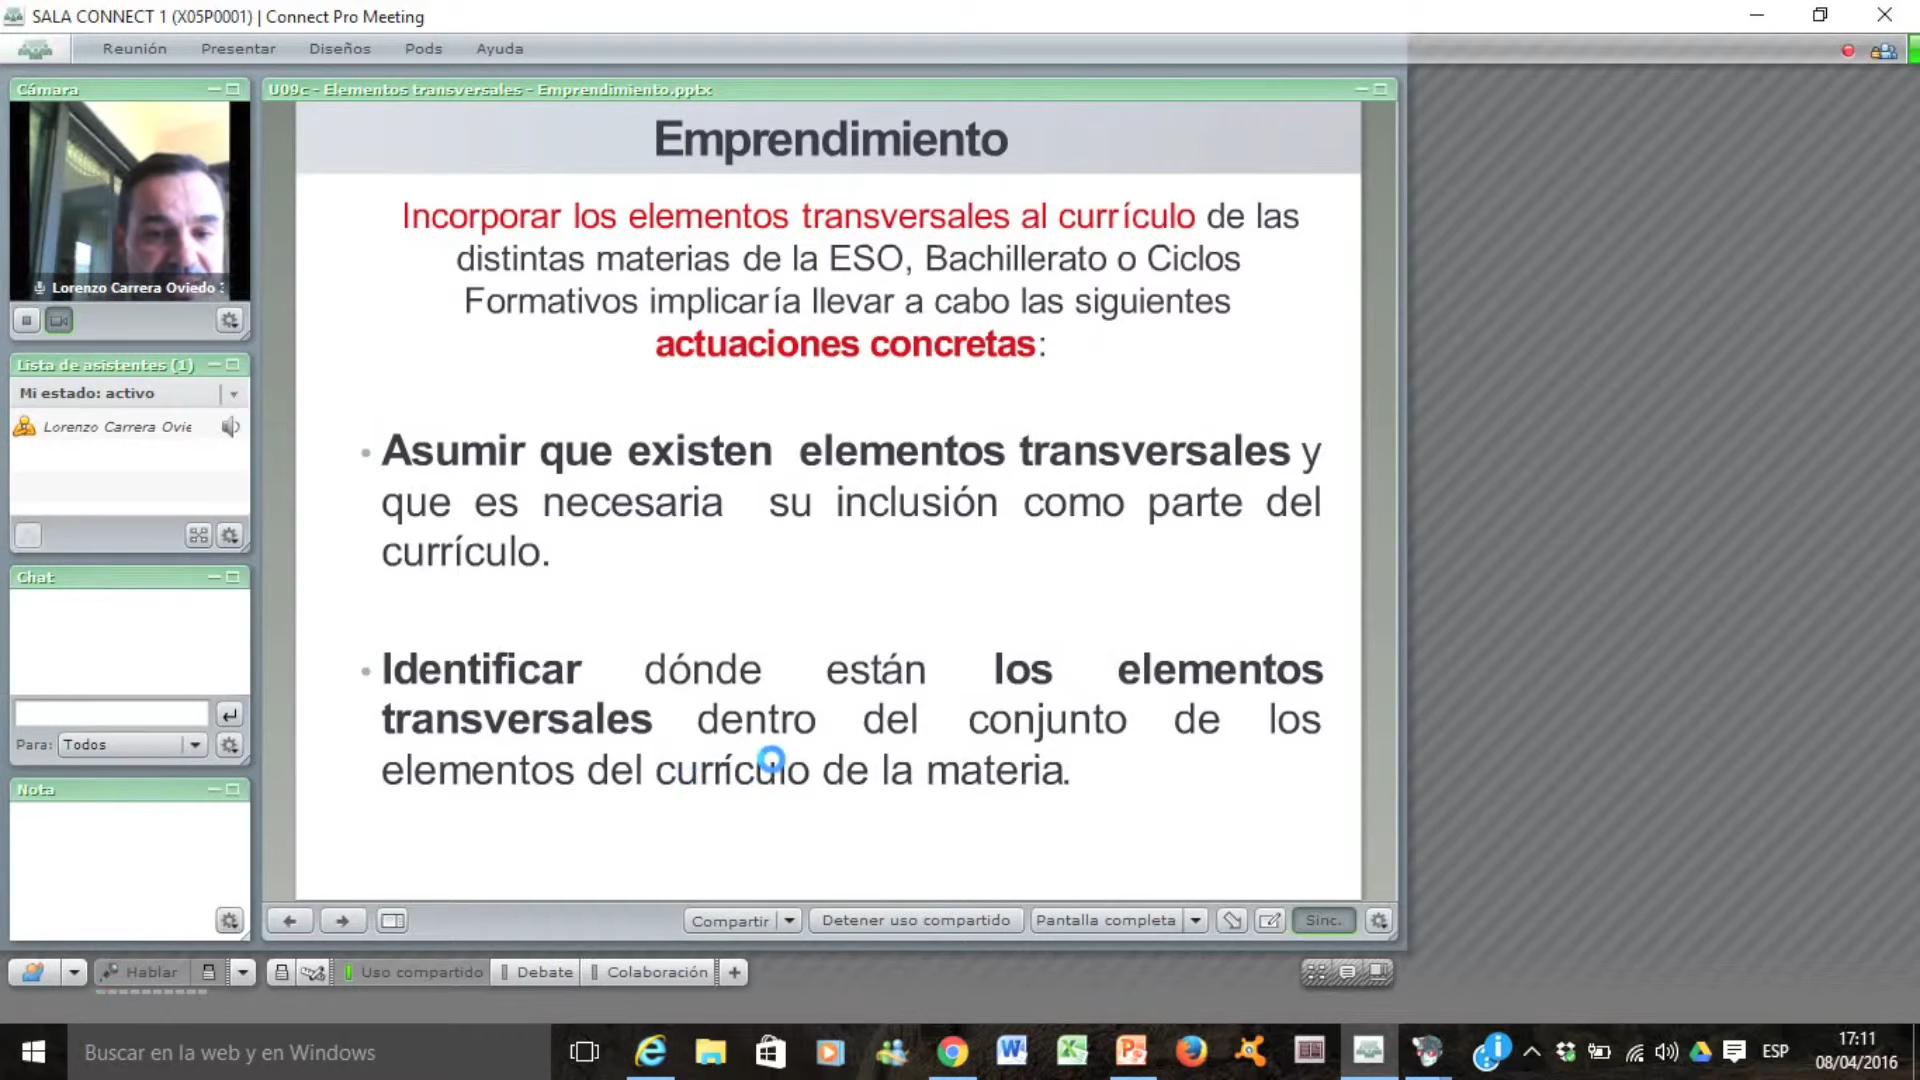 SALA CONNECT 1 (X05P0001) | Connect Pro Meeting
Reunión Presentar Diseños Pods Ayuda
Cámara
Lorenzo Carrera Oviedo
Lista de asistentes (1)
Mi estado: activo
Lorenzo Carrera Ovie
Chat
Para: Todos
Nota
U09c - Elementos transversales - Emprendimiento.pptx
Emprendimiento
Incorporar los elementos transversales al currículo de las
distintas materias de la ESO, Bachillerato o Ciclos
Formativos implicaría llevar a cabo las siguientes
actuaciones concretas:
• Asumir que existen elementos transversales y
que es necesaria su inclusión como parte del
currículo.
• Identificar dónde están los elementos
transversales dentro del conjunto de los
elementos del currículo de la materia.
Compartir Detener uso compartido Pantalla completa Sinc.
Hablar Uso compartido Debate Colaboración +
Buscar en la web y en Windows
ESP
17:11
08/04/2016